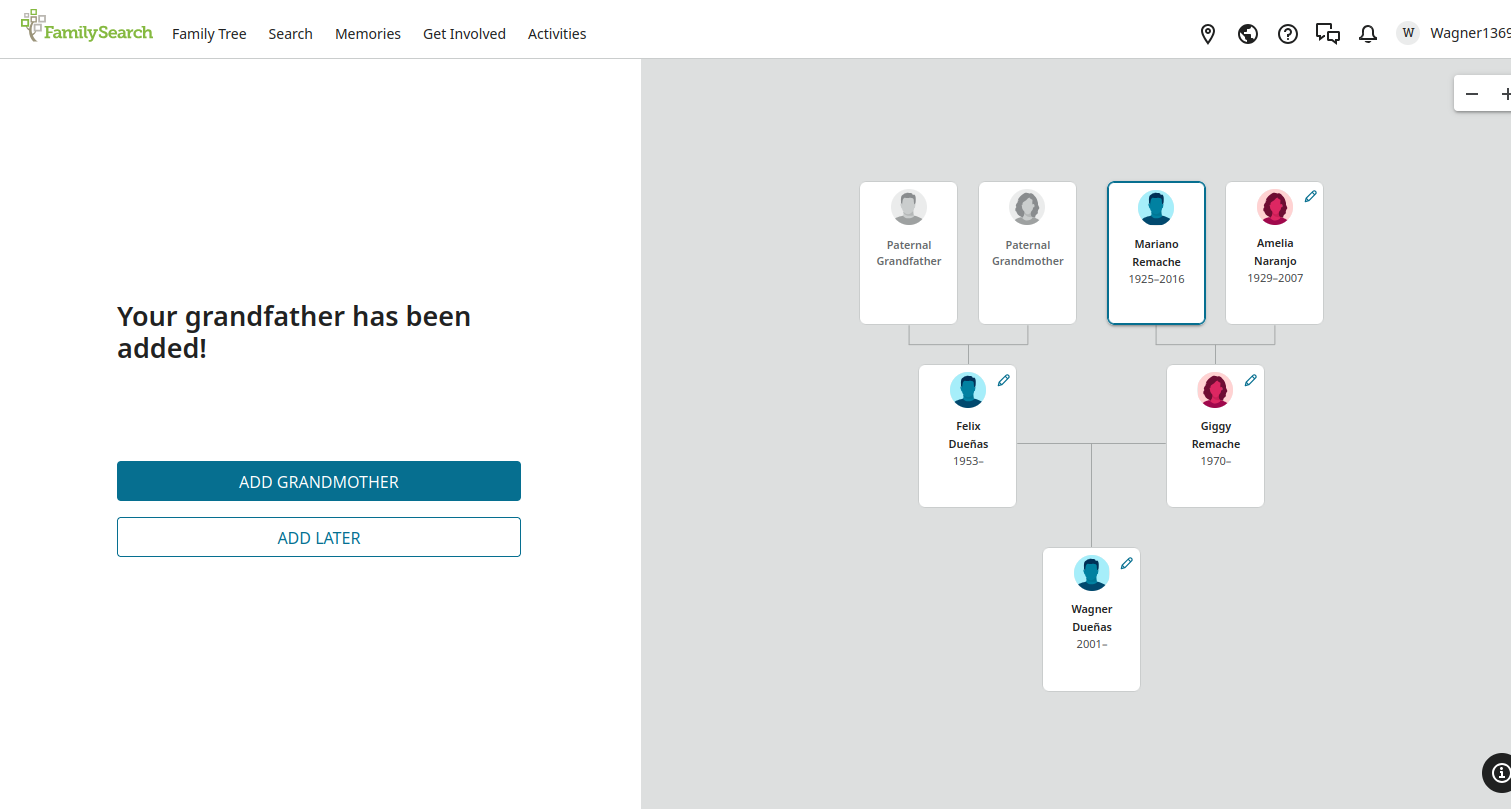 FamilySearch Family Tree Search Memories Get Involved Activities W Wagner1369
Your grandfather has been
added!
ADD GRANDMOTHER
ADD LATER
Paternal
Grandfather
Paternal
Grandmother
Mariano
Remache
1925–2016
Amelia
Naranjo
1929–2007
Felix
Dueñas
1953–
Giggy
Remache
1970–
Wagner
Dueñas
2001–